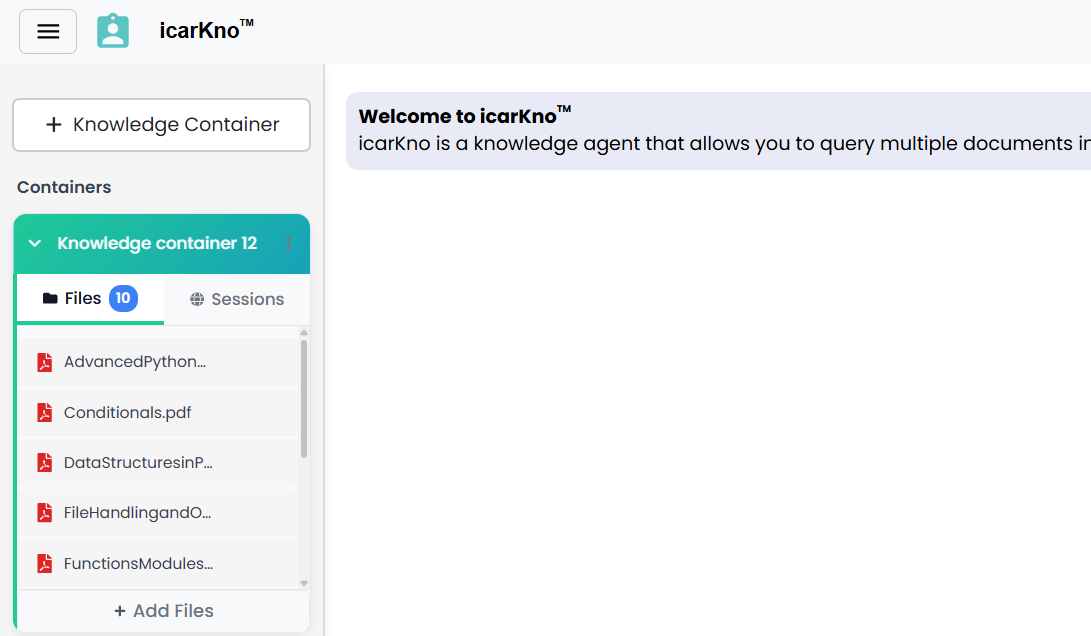 icarKno™
+ Knowledge Container
Containers
Knowledge container 12
Files 10
Sessions
AdvancedPython...
Conditionals.pdf
DataStructuresinP...
FileHandlingandO...
FunctionsModules...
+ Add Files
Welcome to icarKno™
icarKno is a knowledge agent that allows you to query multiple documents